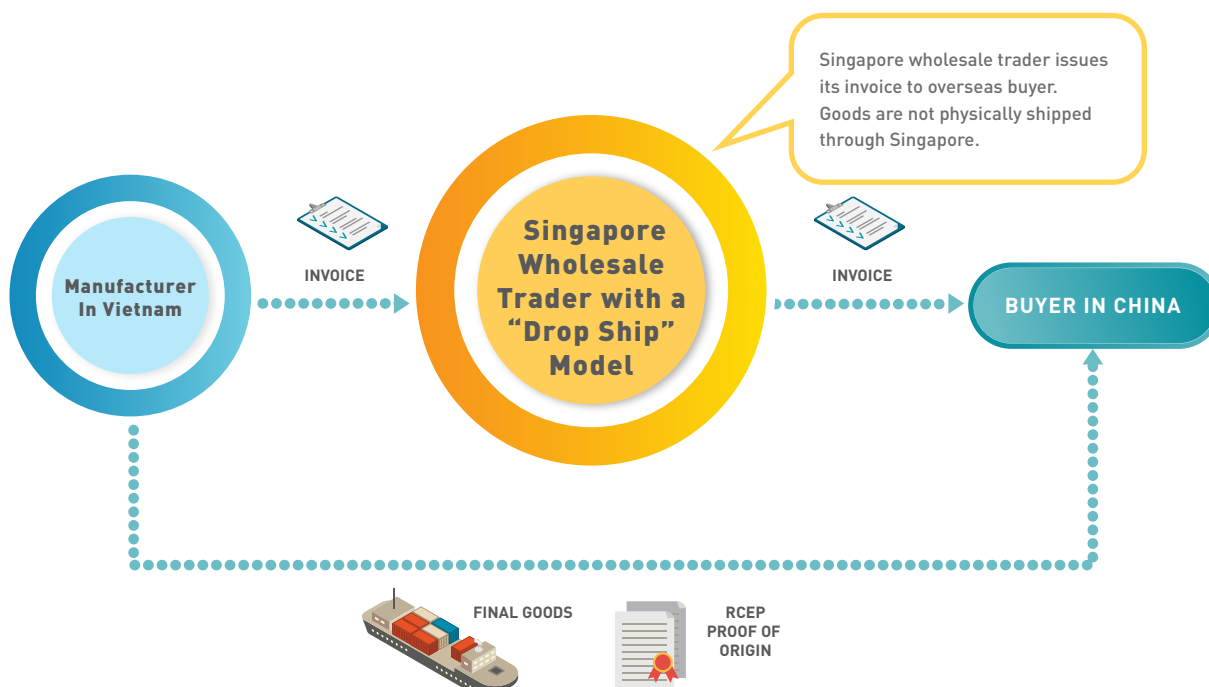 Singapore wholesale trader issues
its invoice to overseas buyer.
Goods are not physically shipped
through Singapore.
Manufacturer
In Vietnam
INVOICE
Singapore
Wholesale
Trader with a
“Drop Ship”
Model
INVOICE
BUYER IN CHINA
FINAL GOODS
RCEP
PROOF OF
ORIGIN